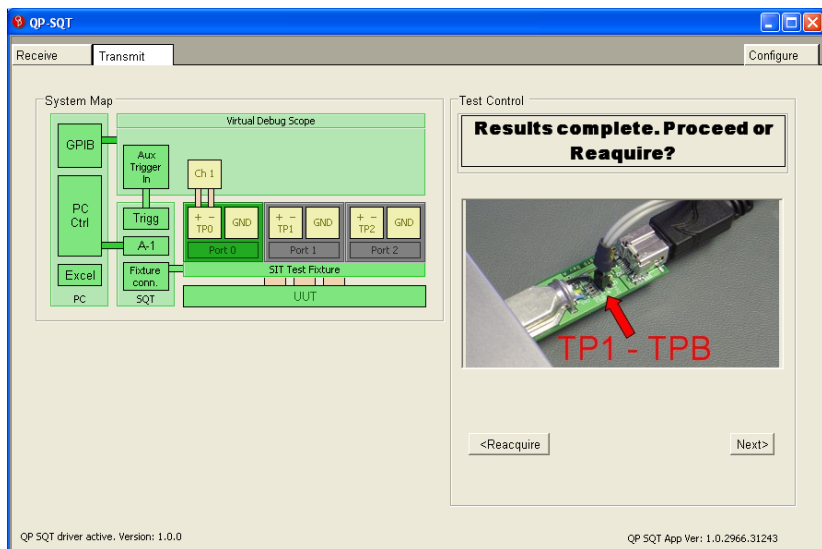 QP-SQT
Receive
Transmit
Configure
System Map
Virtual Debug Scope
GPIB
Aux
Trigger
In
Ch 1
PC
Ctrl
Trigg
A-1
+ -
TP0
GND
+ -
TP1
GND
+ -
TP2
GND
Port 0
Port 1
Port 2
Excel
Fixture
conn.
SIT Test Fixture
PC
SQT
UUT
Test Control
Results complete. Proceed or
Reaquire?
TP1 - TPB
<Reacquire
Next>
QP SQT driver active. Version: 1.0.0
QP SQT App Ver: 1.0.2966.31243